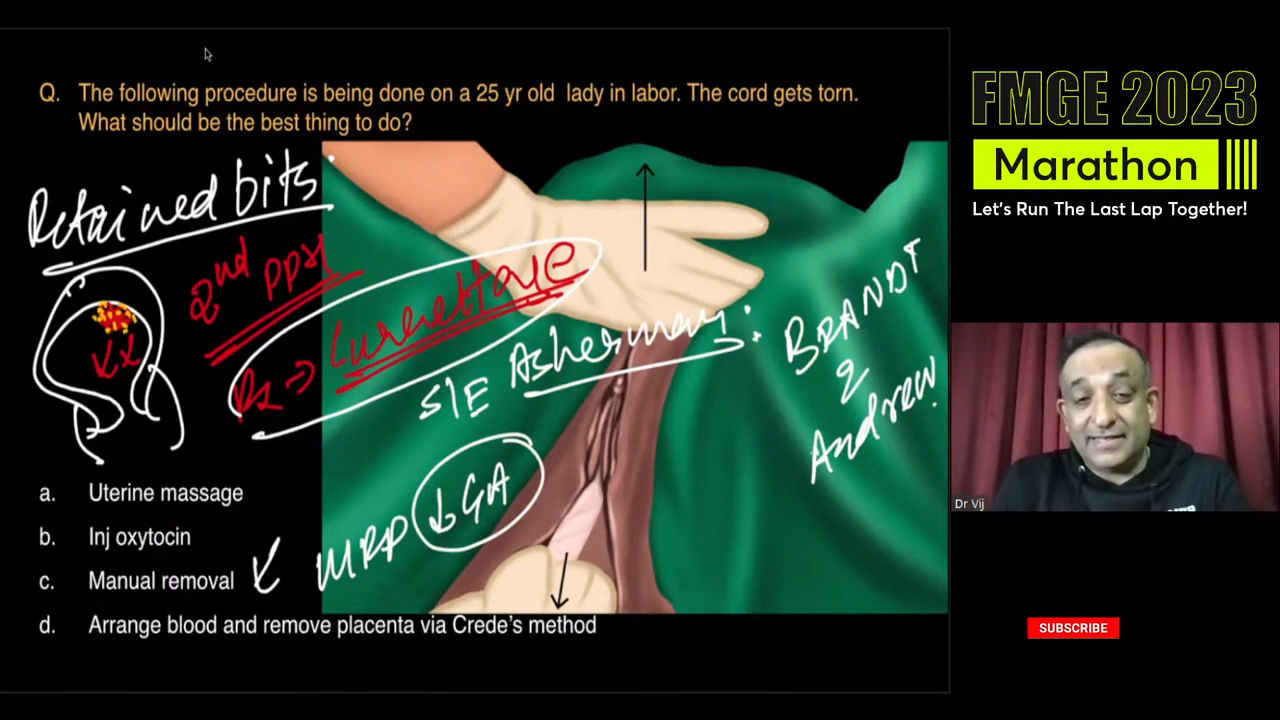 Q. The following procedure is being done on a 25 yr old lady in labor. The cord gets torn.
What should be the best thing to do?
Retained bits:
2nd PPH
Rx → Curettage
S/E Asherman:
BRANDT
&
Andrew
MRP ↓GA
a. Uterine massage
b. Inj oxytocin
c. Manual removal
d. Arrange blood and remove placenta via Crede's method
FMGE 2023
Marathon
Let's Run The Last Lap Together!
Dr Vij
SUBSCRIBE